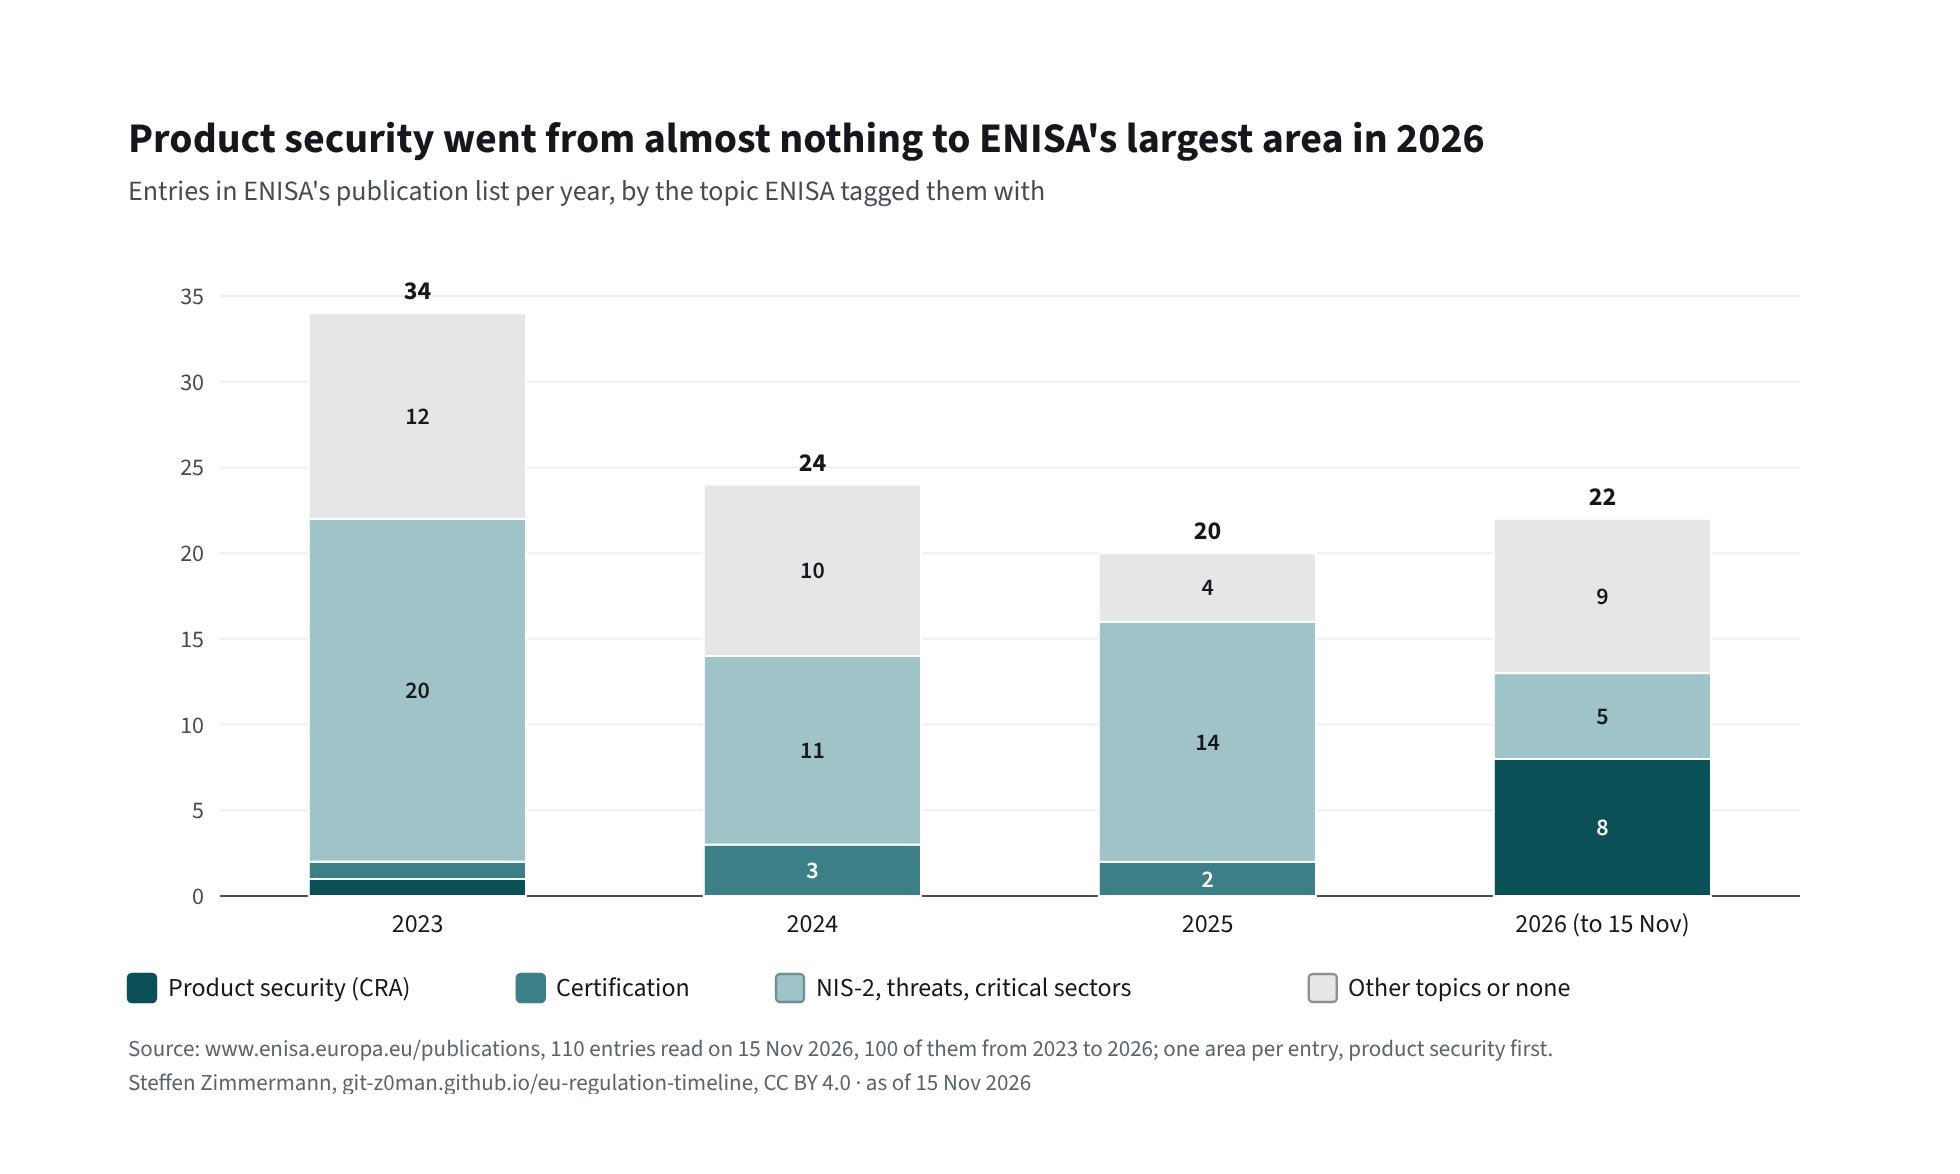 Product security went from almost nothing to ENISA's largest area in 2026
Entries in ENISA's publication list per year, by the topic ENISA tagged them with
35
30
25
20
15
10
5
0
34
12
20
24
10
11
3
20
4
14
2
22
9
5
8
2023
2024
2025
2026 (to 15 Nov)
Product security (CRA)
Certification
NIS-2, threats, critical sectors
Other topics or none
Source: www.enisa.europa.eu/publications, 110 entries read on 15 Nov 2026, 100 of them from 2023 to 2026; one area per entry, product security first.
Steffen Zimmermann, git-z0man.github.io/eu-regulation-timeline, CC BY 4.0 · as of 15 Nov 2026